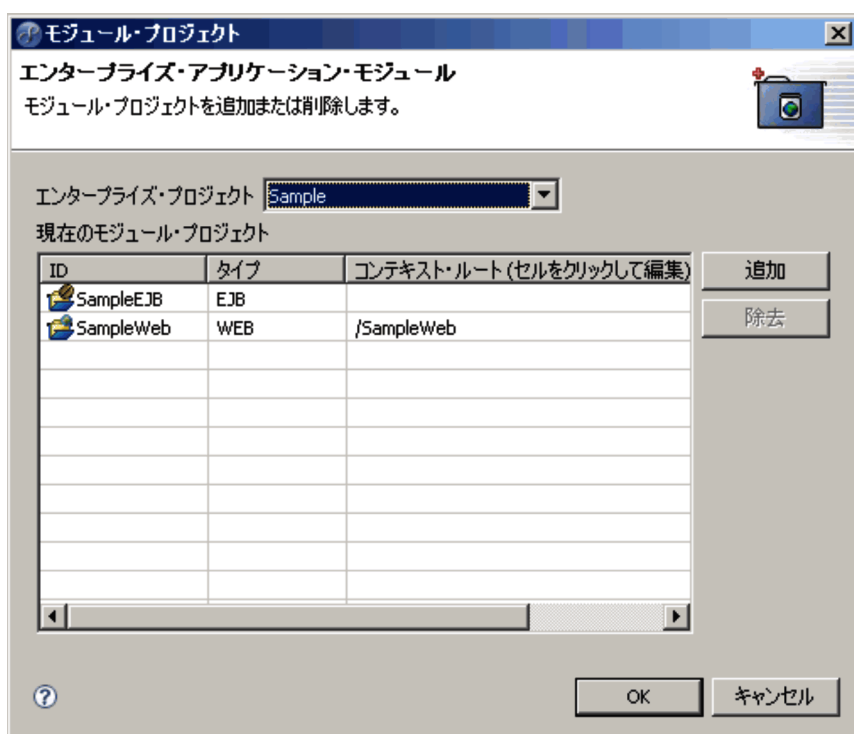 モジュール・プロジェクト
エンタープライズ・アプリケーション・モジュール
モジュール・プロジェクトを追加または削除します。
エンタープライズ・プロジェクト Sample
現在のモジュール・プロジェクト
ID タイプ コンテキスト・ルート (セルをクリックして編集) 追加
SampleEJB EJB
SampleWeb WEB /SampleWeb 除去
OK キャンセル